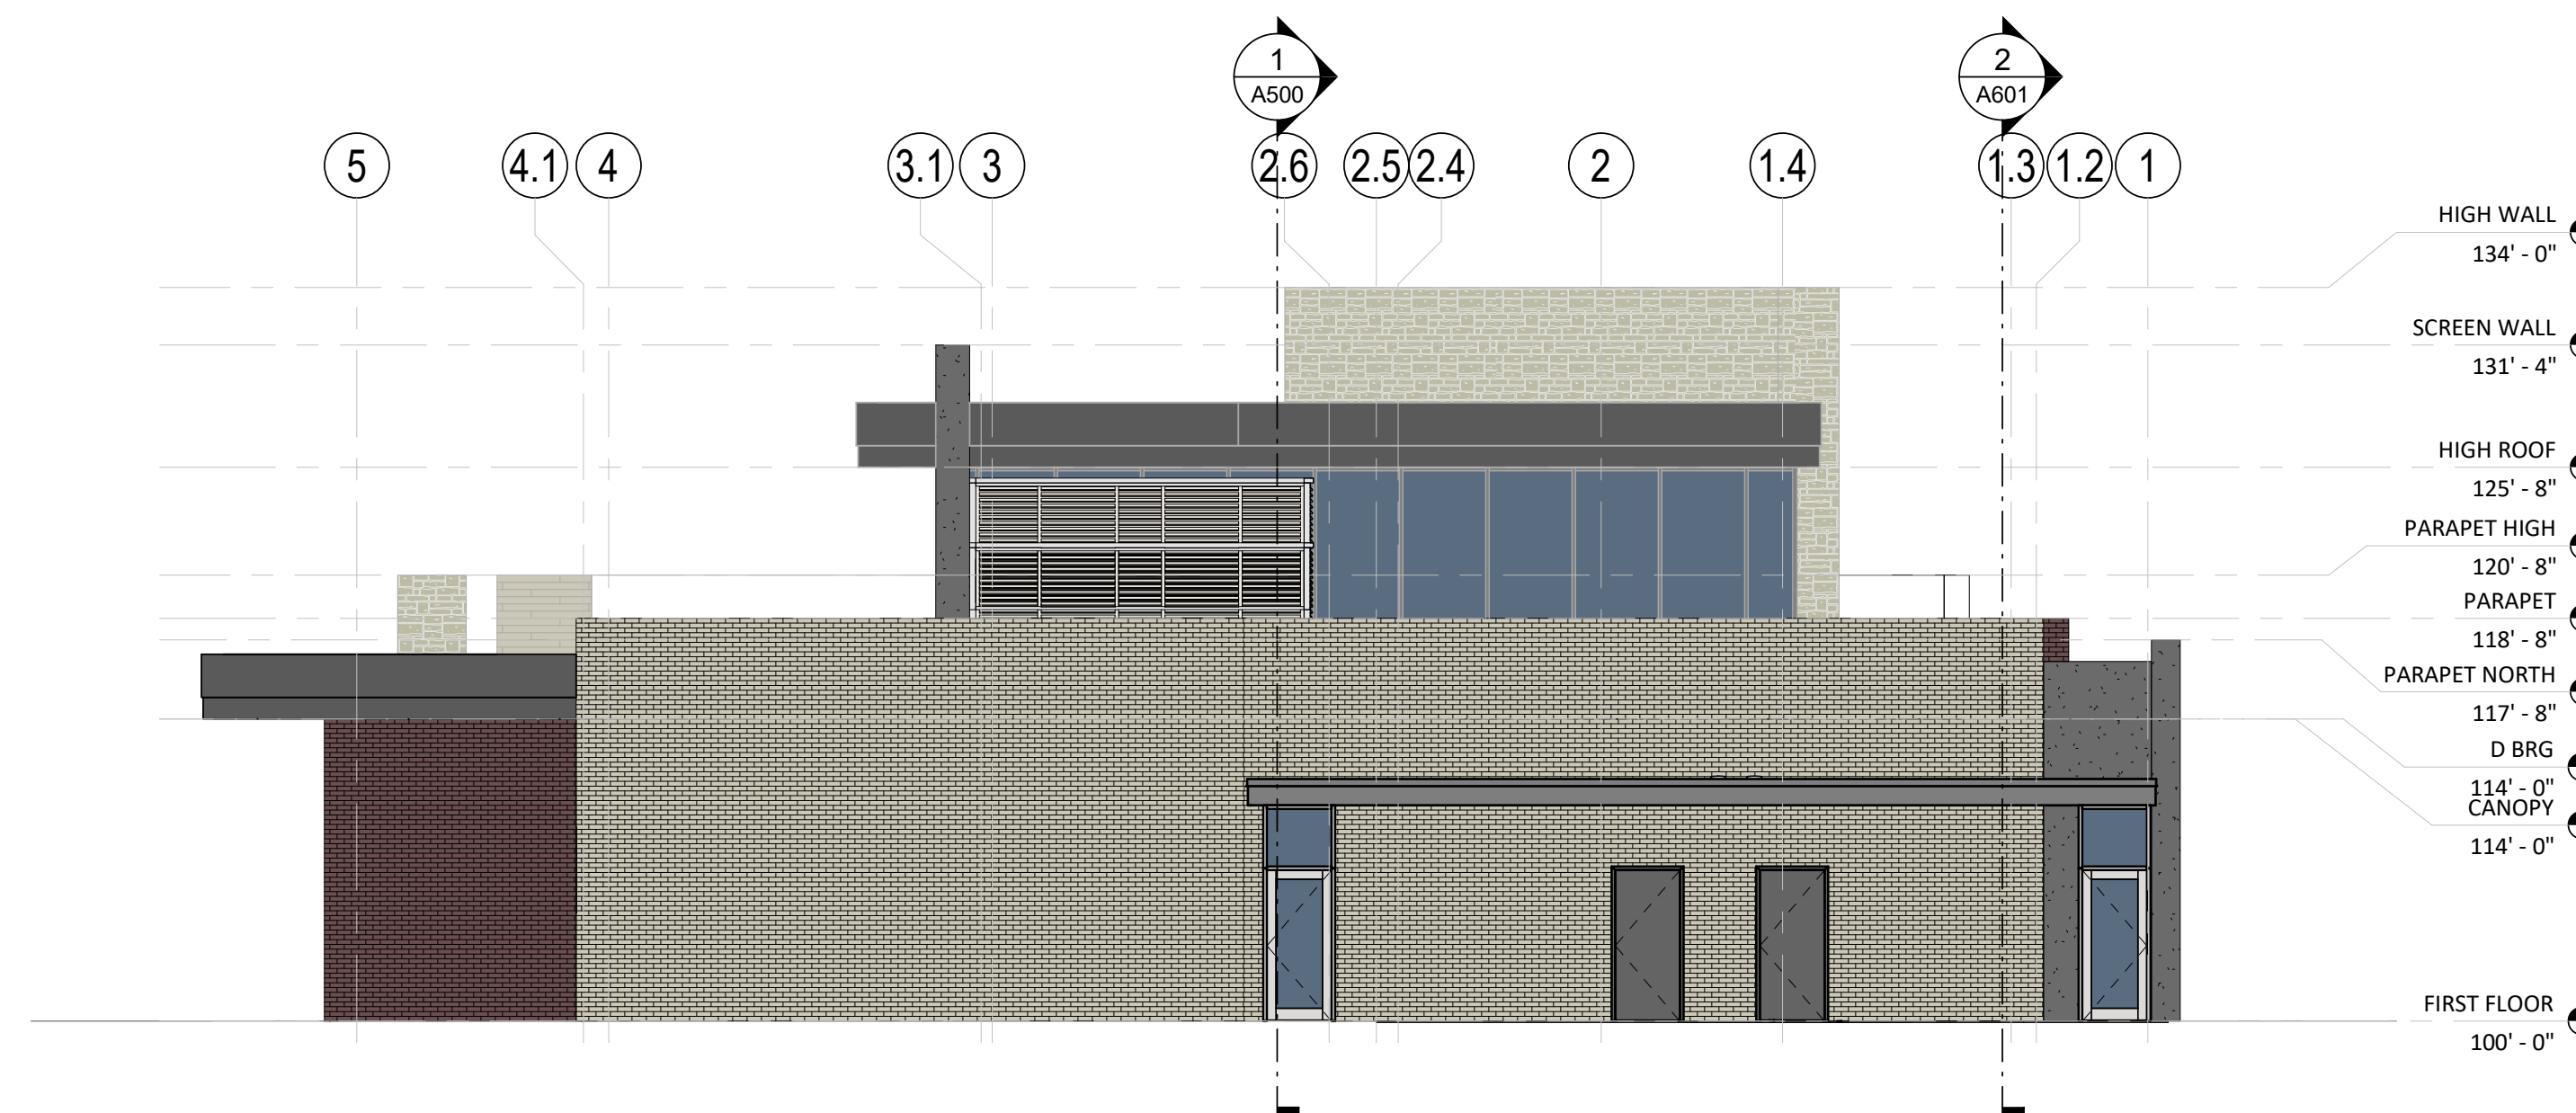 1
A500
2
A601
5
4.1
4
3.1
3
2.6
2.5
2.4
2
1.4
1.3
1.2
1
HIGH WALL
134' - 0"
SCREEN WALL
131' - 4"
HIGH ROOF
125' - 8"
PARAPET HIGH
120' - 8"
PARAPET
118' - 8"
PARAPET NORTH
117' - 8"
D BRG
114' - 0"
CANOPY
114' - 0"
FIRST FLOOR
100' - 0"